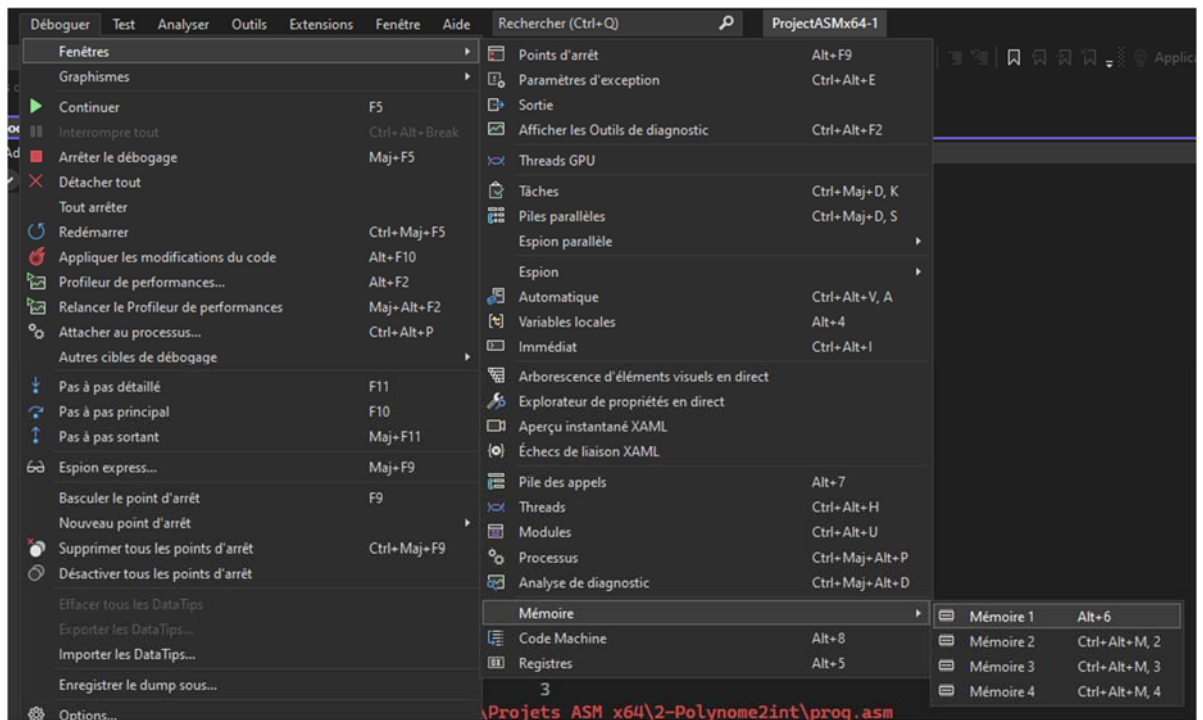 Déboguer Test Analyser Outils Extensions Fenêtre Aide Rechercher (Ctrl+Q) ProjectASMx64-1
Fenêtres
Graphismes
Continuer F5
Interrompre tout Ctrl+Alt+Break
Arrêter le débogage Maj+F5
Détacher tout
Tout arrêter
Redémarrer Ctrl+Maj+F5
Appliquer les modifications du code Alt+F10
Profileur de performances... Alt+F2
Relancer le Profileur de performances Maj+Alt+F2
Attacher au processus... Ctrl+Alt+P
Autres cibles de débogage
Pas à pas détaillé F11
Pas à pas principal F10
Pas à pas sortant Maj+F11
Espion express... Maj+F9
Basculer le point d'arrêt F9
Nouveau point d'arrêt
Supprimer tous les points d'arrêt Ctrl+Maj+F9
Désactiver tous les points d'arrêt
Effacer tous les DataTips
Exporter les DataTips...
Importer les DataTips...
Enregistrer le dump sous...
Options...
Points d'arrêt Alt+F9
Paramètres d'exception Ctrl+Alt+E
Sortie
Afficher les Outils de diagnostic Ctrl+Alt+F2
Threads GPU
Tâches Ctrl+Maj+D, K
Piles parallèles Ctrl+Maj+D, S
Espion parallèle
Espion
Automatique Ctrl+Alt+V, A
Variables locales Alt+4
Immédiat Ctrl+Alt+I
Arborescence d'éléments visuels en direct
Explorateur de propriétés en direct
Aperçu instantané XAML
Échecs de liaison XAML
Pile des appels Alt+7
Threads Ctrl+Alt+H
Modules Ctrl+Alt+U
Processus Ctrl+Maj+Alt+P
Analyse de diagnostic Ctrl+Maj+Alt+D
Mémoire
Code Machine Alt+8
Registres Alt+5
Mémoire 1 Alt+6
Mémoire 2 Ctrl+Alt+M, 2
Mémoire 3 Ctrl+Alt+M, 3
Mémoire 4 Ctrl+Alt+M, 4
Applic
3
\Projets ASM x64\2-Polynome2int\prog.asm